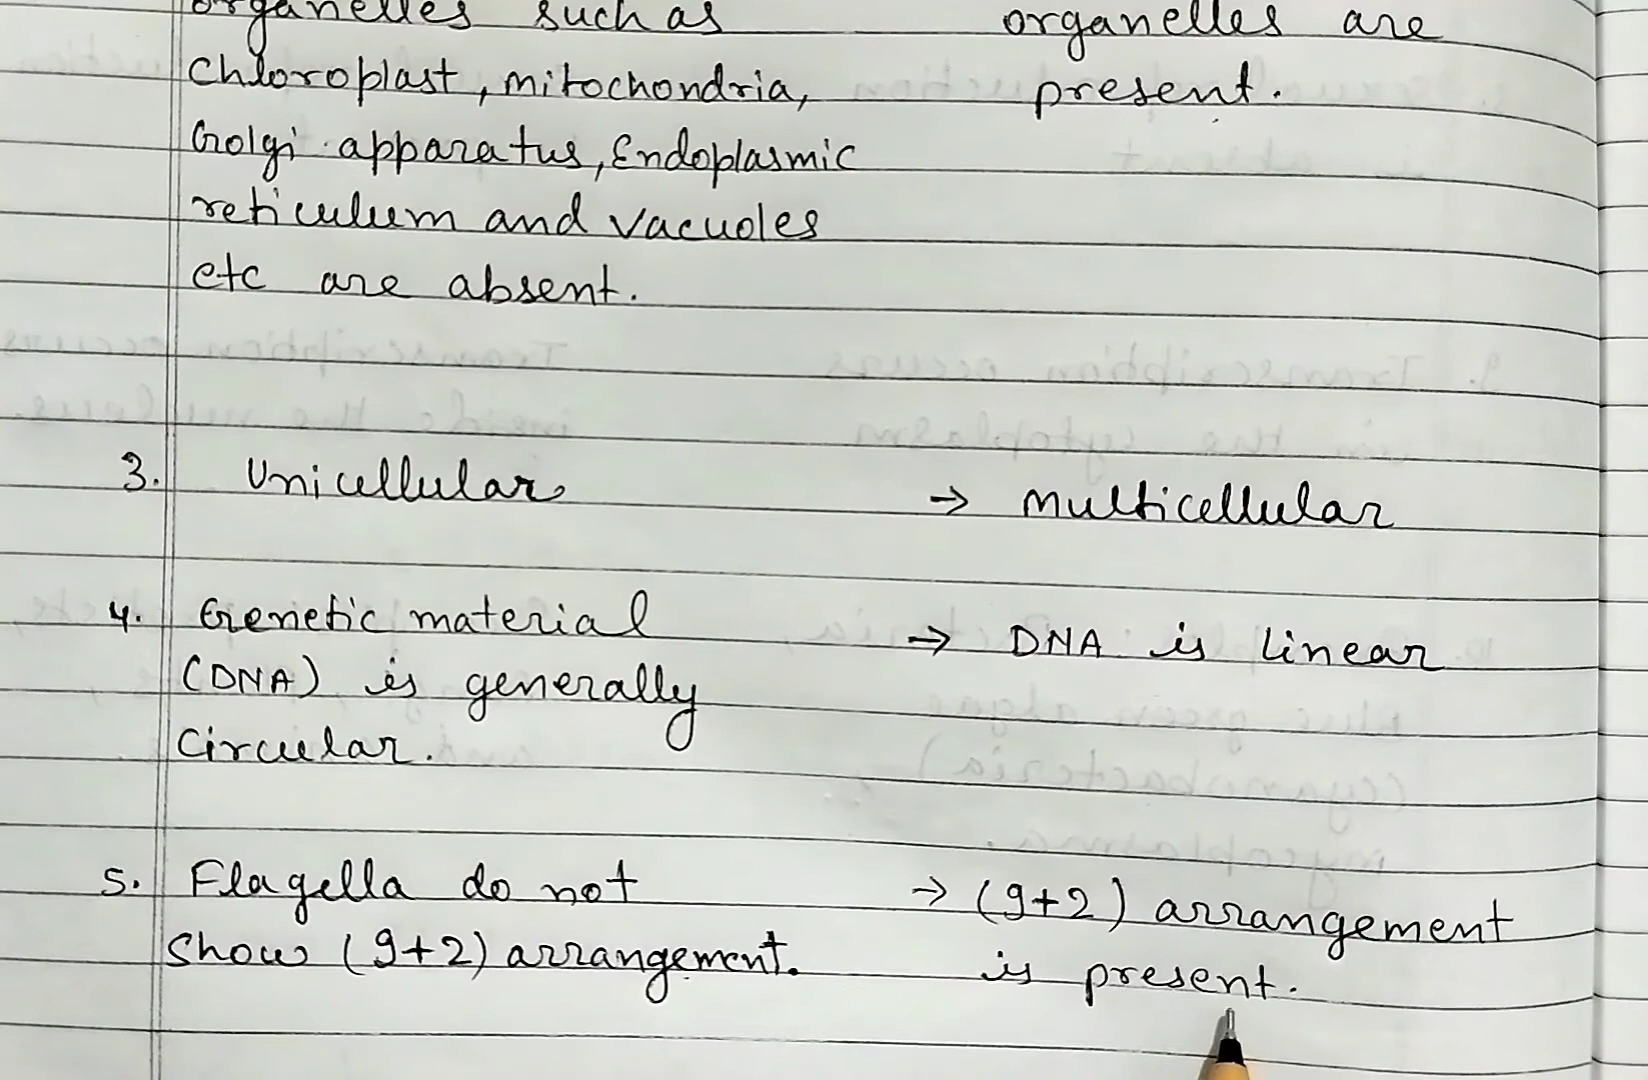 organelles such as organelles are
Chloroplast, mitochondria, present.
Golgi apparatus, Endoplasmic
reticulum and vacuoles
etc are absent.
3. Unicellular → multicellular
4. Genetic material → DNA is linear
(DNA) is generally
Circular.
5. Flagella do not → (9+2) arrangement
Show (9+2) arrangement. is present.